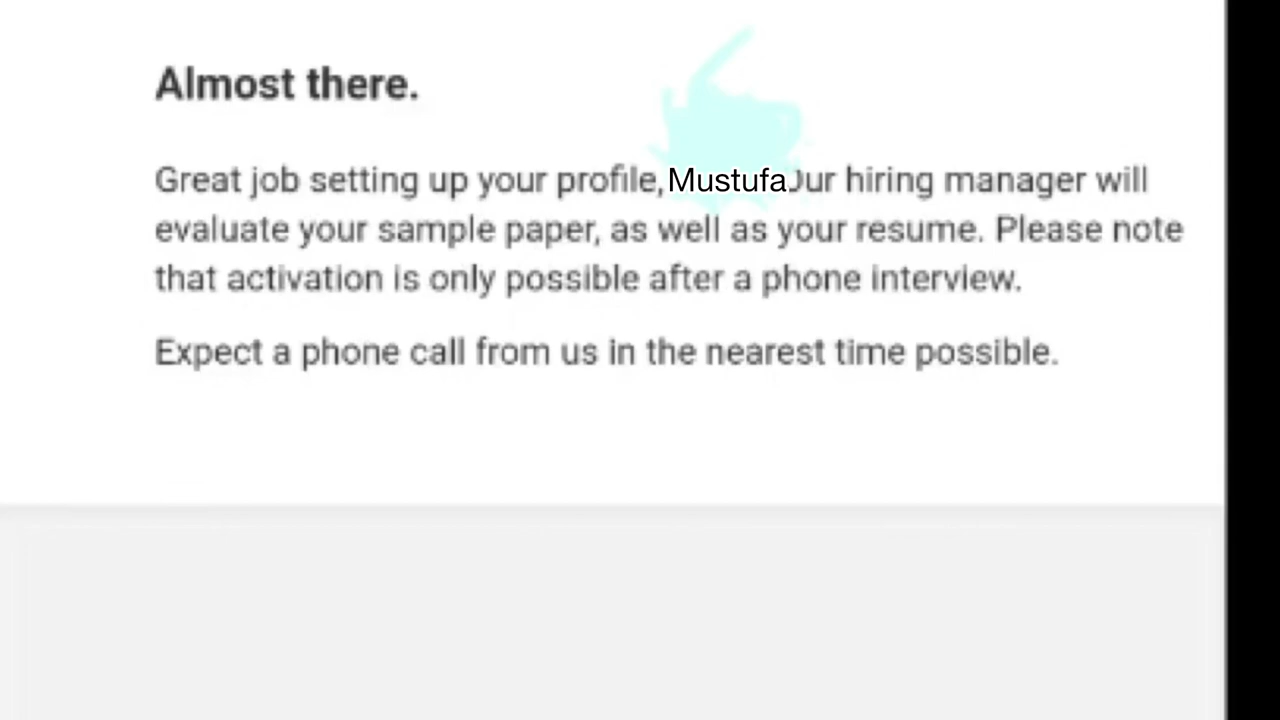 Almost there.
Great job setting up your profile, Mustufa Our hiring manager will
evaluate your sample paper, as well as your resume. Please note
that activation is only possible after a phone interview.
Expect a phone call from us in the nearest time possible.